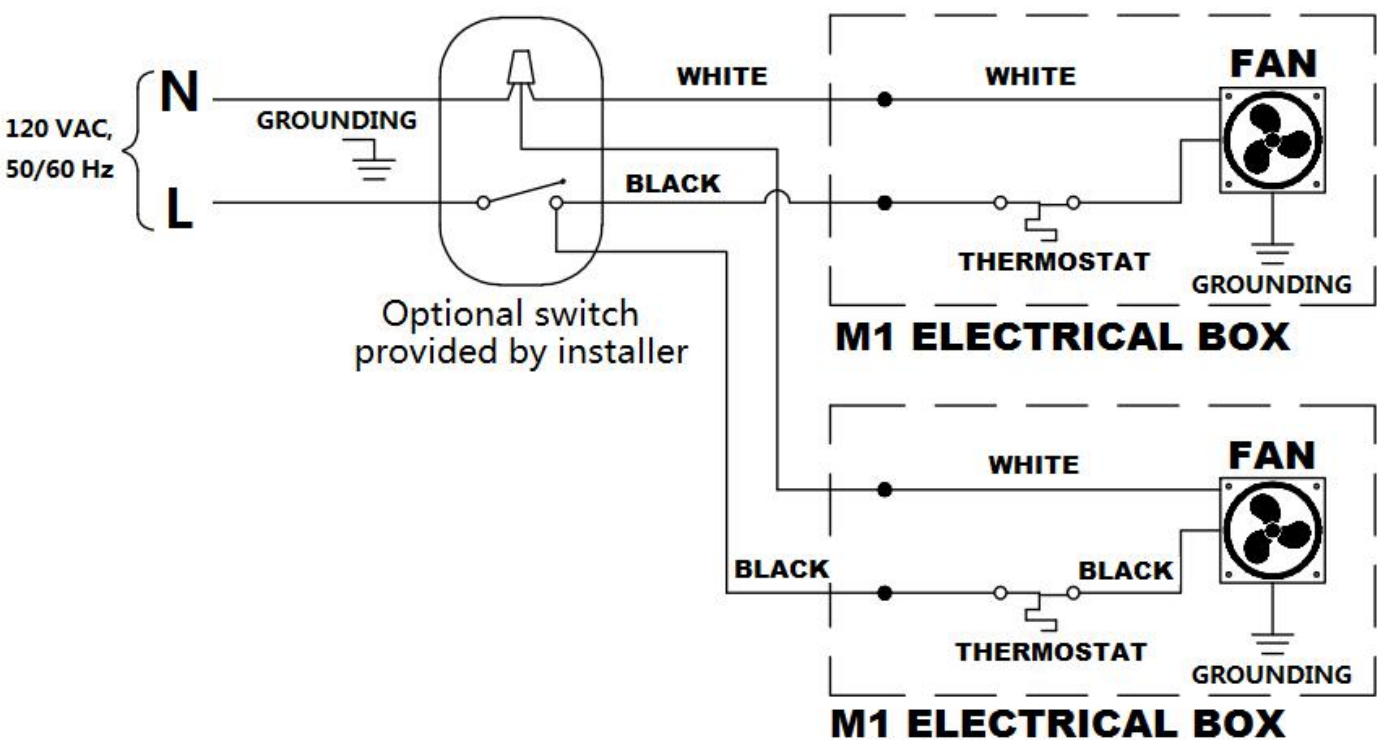 120 VAC,
50/60 Hz
N
L
GROUNDING
Optional switch
provided by installer
WHITE
BLACK
WHITE
FAN
THERMOSTAT
GROUNDING
M1 ELECTRICAL BOX
WHITE
FAN
BLACK
BLACK
THERMOSTAT
GROUNDING
M1 ELECTRICAL BOX